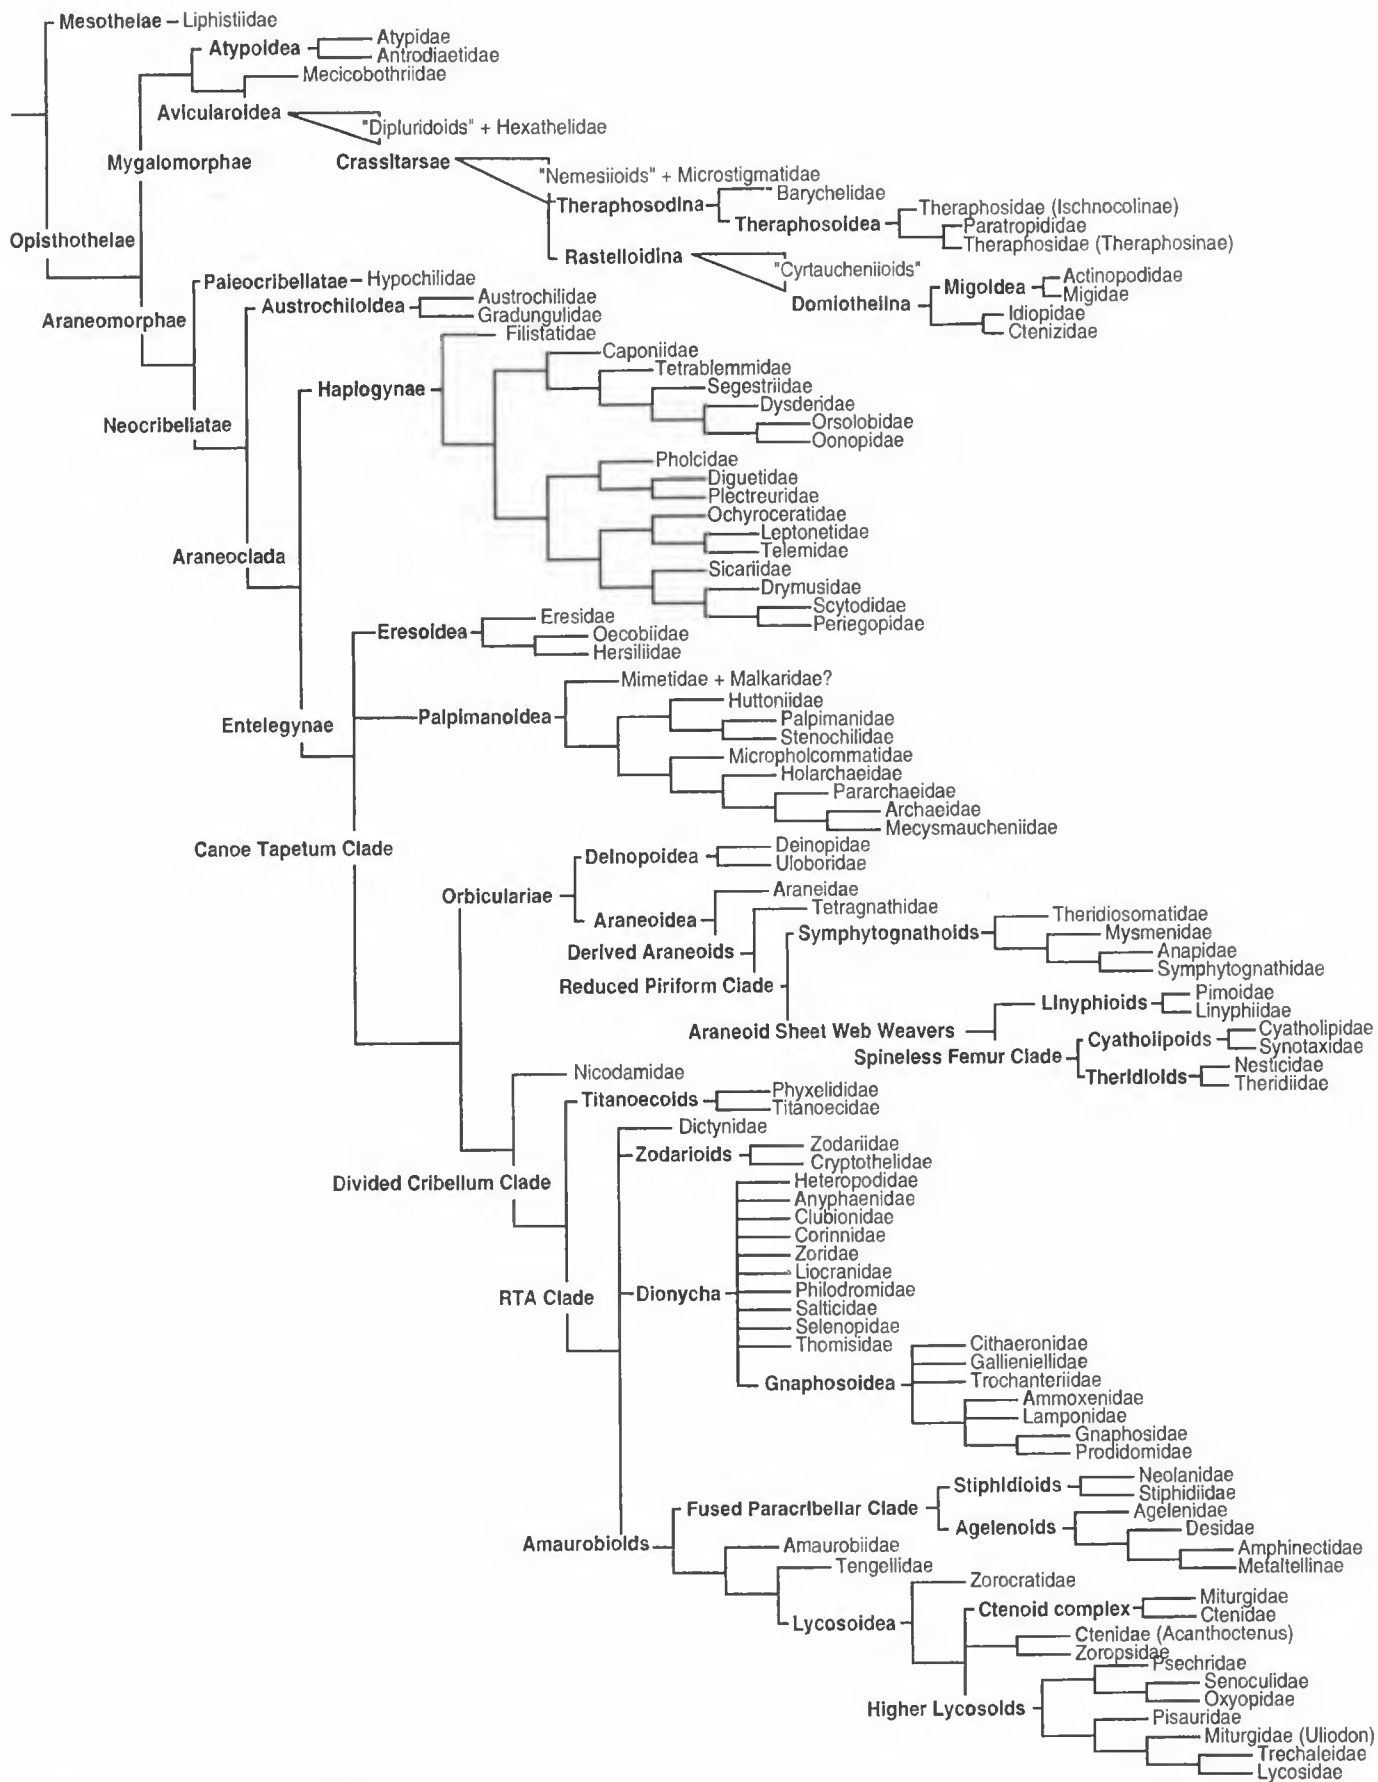 Mesothelae – Liphistiidae
Atypidae
Atypoidea
Antrodiaetidae
Mecicobothriidae
Avicularoidea
"Dipluridoids" + Hexathelidae
Mygalomorphae
Crassitarsae
"Nemesiioids" + Microstigmatidae
Barychelidae
Theraphosodina
Theraphosidae (Ischnocolinae)
Theraphosoidea
Paratropididae
Theraphosidae (Theraphosinae)
Opisthothelae
Rastelloidina
"Cyrtaucheniioids"
Paleocribellatae – Hypochilidae
Actinopodidae
Migoidea
Migidae
Austrochilidae
Austrochiloidea
Domiothelina
Gradungulidae
Idiopidae
Araneomorphae
Ctenizidae
Filistatidae
Caponiidae
Tetrablemmidae
Segestriidae
Haplogynae
Dysderidae
Orsolobidae
Neocribellatae
Oonopidae
Pholcidae
Diguetidae
Plectreuridae
Ochyroceratidae
Leptonetidae
Telemidae
Araneoclada
Sicariidae
Drymusidae
Scytodidae
Periegopidae
Eresidae
Eresoidea
Oecobiidae
Hersiliidae
Mimetidae + Malkaridae?
Huttoniidae
Palpimanoidea
Palpimanidae
Entelegynae
Stenochilidae
Micropholcommatidae
Holarchaeidae
Pararchaeidae
Archaeidae
Mecysmaucheniidae
Canoe Tapetum Clade
Deinopidae
Deinopoidea
Uloboridae
Orbiculariae
Araneidae
Tetragnathidae
Araneoidea
Theridiosomatidae
Symphytognathoids
Mysmenidae
Derived Araneoids
Anapidae
Symphytognathidae
Reduced Piriform Clade
Pimoidae
Linyphioids
Linyphiidae
Araneoid Sheet Web Weavers
Cyatholipidae
Cyatholipoids
Synotaxidae
Spineless Femur Clade
Nesticidae
Theridioids
Theridiidae
Nicodamidae
Phyxelididae
Titanoecoids
Titanoecidae
Dictynidae
Zodariidae
Zodarioids
Cryptothelidae
Divided Cribellum Clade
Heteropodidae
Anyphaenidae
Clubionidae
Corinnidae
Zoridae
Liocranidae
Dionycha
Philodromidae
RTA Clade
Salticidae
Selenopidae
Thomisidae
Cithaeronidae
Gallieniellidae
Trochanteriidae
Gnaphosoidea
Ammoxenidae
Lamponidae
Gnaphosidae
Prodidomidae
Neolanidae
Stiphidioids
Stiphidiidae
Fused Paracribellar Clade
Agelenidae
Agelenoids
Desidae
Amaurobioids
Amaurobiidae
Amphinectidae
Tengellidae
Metaltellinae
Zorocratidae
Miturgidae
Ctenoid complex
Ctenidae
Lycosoidea
Ctenidae (Acanthoctenus)
Zoropsidae
Psechridae
Senoculidae
Oxyopidae
Higher Lycosoids
Pisauridae
Miturgidae (Uliodon)
Trechaleidae
Lycosidae